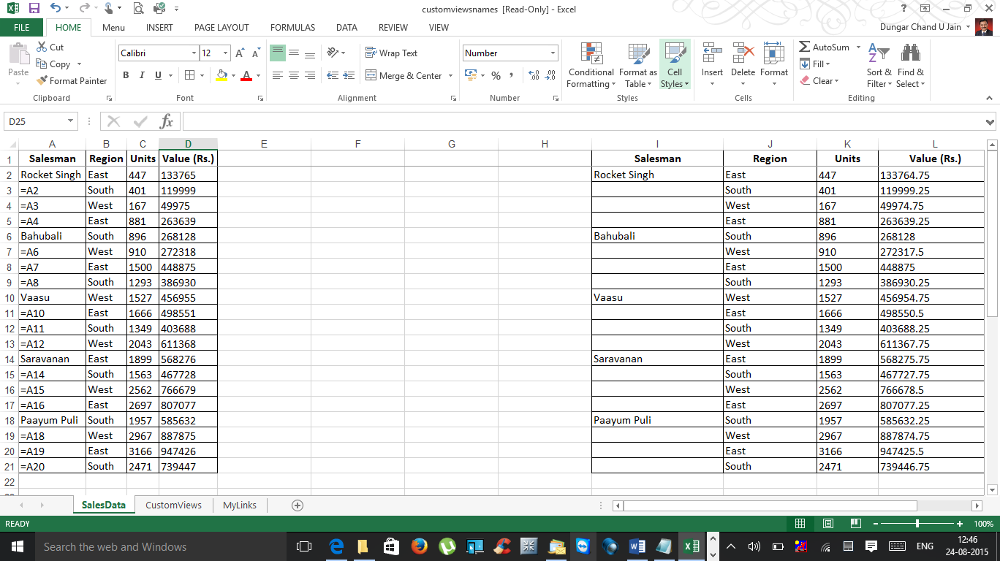 customviewsnames [Read-Only] - Excel
?
Dungar Chand U Jain
FILE HOME Menu INSERT PAGE LAYOUT FORMULAS DATA REVIEW VIEW
Paste
Cut
Copy
Format Painter
Clipboard
Calibri 12 A A
B I U A
Font
Wrap Text
Merge & Center
Alignment
Number
% , .0 .00 .00 .0
Number
Conditional Formatting
Format as Table
Cell Styles
Styles
Insert Delete Format
Cells
AutoSum
Fill
Clear
Sort & Filter
Find & Select
Editing
D25 fx
A B C D E F G H I J K L
1 Salesman Region Units Value (Rs.) Salesman Region Units Value (Rs.)
2 Rocket Singh East 447 133765 Rocket Singh East 447 133764.75
3 =A2 South 401 119999 South 401 119999.25
4 =A3 West 167 49975 West 167 49974.75
5 =A4 East 881 263639 East 881 263639.25
6 Bahubali South 896 268128 Bahubali South 896 268128
7 =A6 West 910 272318 West 910 272317.5
8 =A7 East 1500 448875 East 1500 448875
9 =A8 South 1293 386930 South 1293 386930.25
10 Vaasu West 1527 456955 Vaasu West 1527 456954.75
11 =A10 East 1666 498551 East 1666 498550.5
12 =A11 South 1349 403688 South 1349 403688.25
13 =A12 West 2043 611368 West 2043 611367.75
14 Saravanan East 1899 568276 Saravanan East 1899 568275.75
15 =A14 South 1563 467728 South 1563 467727.75
16 =A15 West 2562 766679 West 2562 766678.5
17 =A16 East 2697 807077 East 2697 807077.25
18 Paayum Puli South 1957 585632 Paayum Puli South 1957 585632.25
19 =A18 West 2967 887875 West 2967 887874.75
20 =A19 East 3166 947426 East 3166 947425.5
21 =A20 South 2471 739447 South 2471 739446.75
22
SalesData CustomViews MyLinks
READY 100%
Search the web and Windows
ENG
12:46
24-08-2015